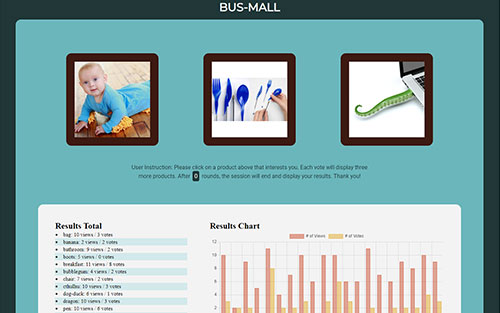 BUS-MALL
User Instruction: Please click on a product above that interests you. Each vote will display three
more products. After 0 rounds, the session will end and display your results. Thank you!
Results Total
bag: 10 views / 3 votes
banana: 2 views / 2 votes
bathroom: 9 views / 2 votes
boots: 5 views / 0 votes
breakfast: 11 views / 8 votes
bubblegum: 4 views / 2 votes
chair: 7 views / 2 votes
cthulhu: 10 views / 3 votes
dog-duck: 6 views / 1 votes
dragon: 10 views / 3 votes
pen: 10 views / 6 votes
Results Chart
# of Views # of Votes
12
10
8
6
4
2